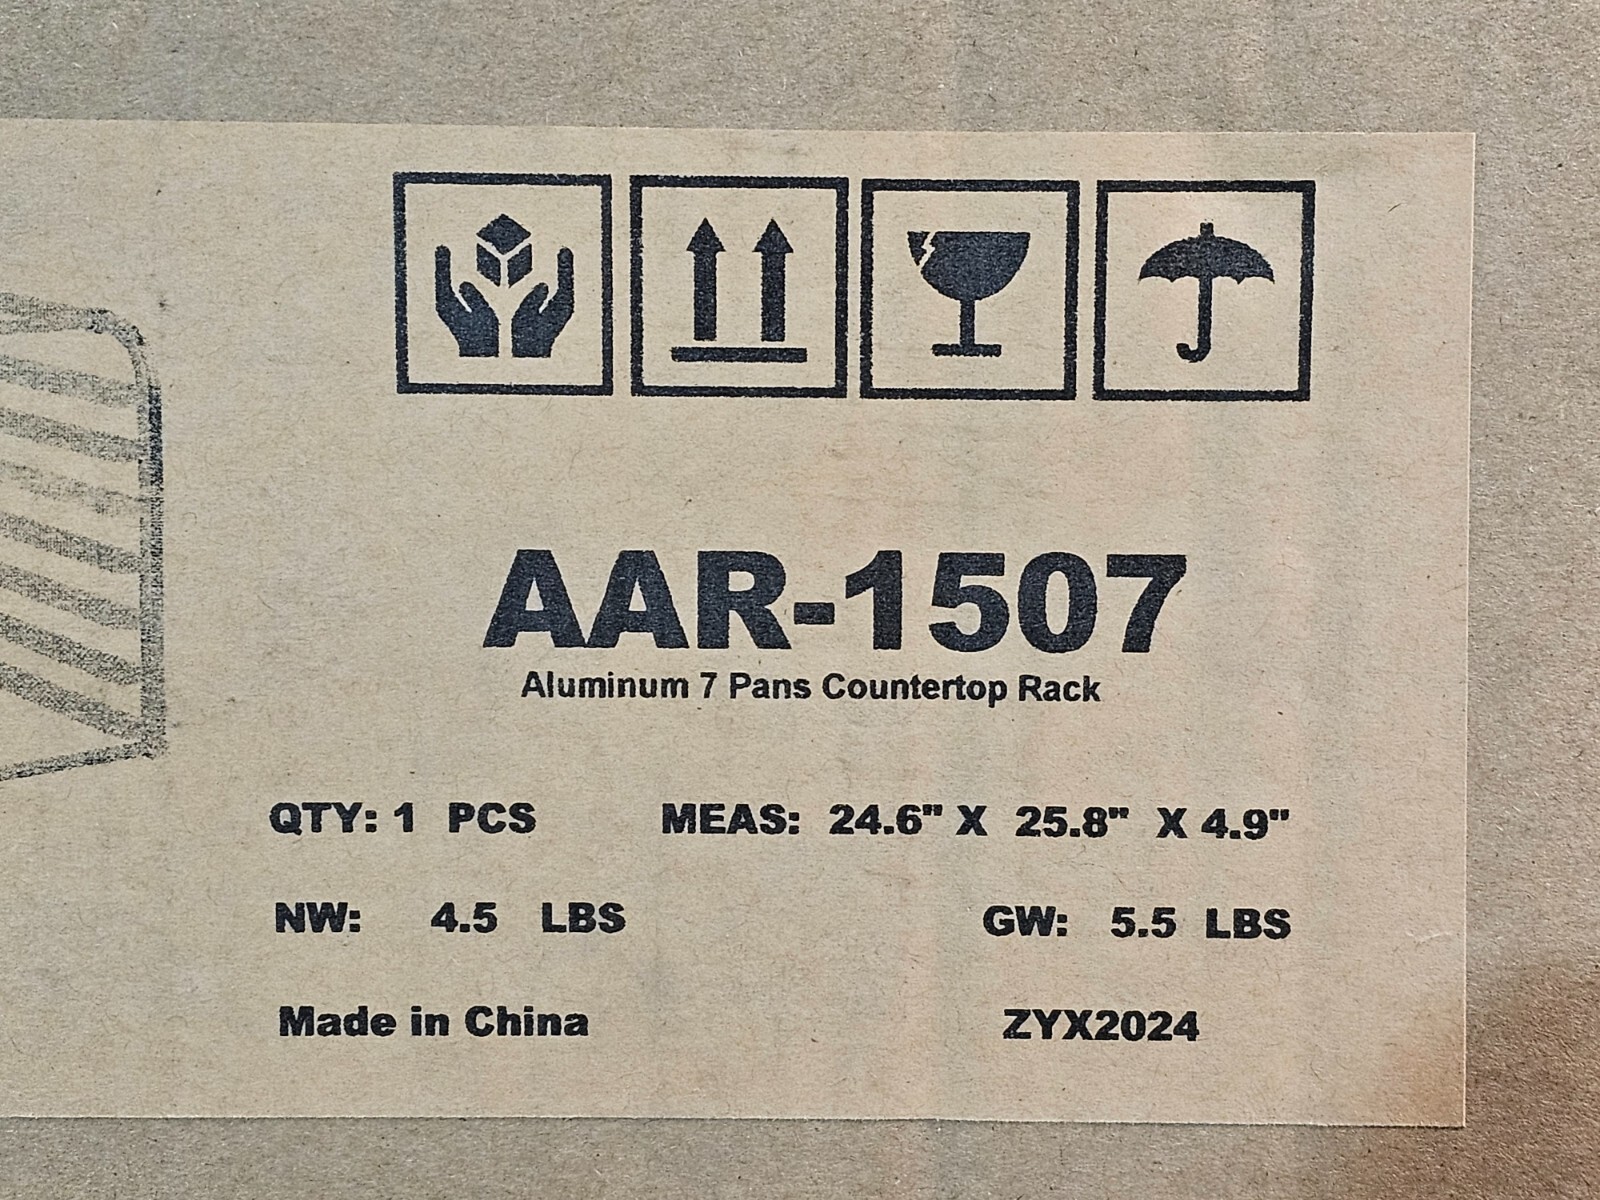 AAR-1507
Aluminum 7 Pans Countertop Rack
QTY: 1 PCS MEAS: 24.6" X 25.8" X 4.9"
NW: 4.5 LBS GW: 5.5 LBS
Made in China ZYX2024